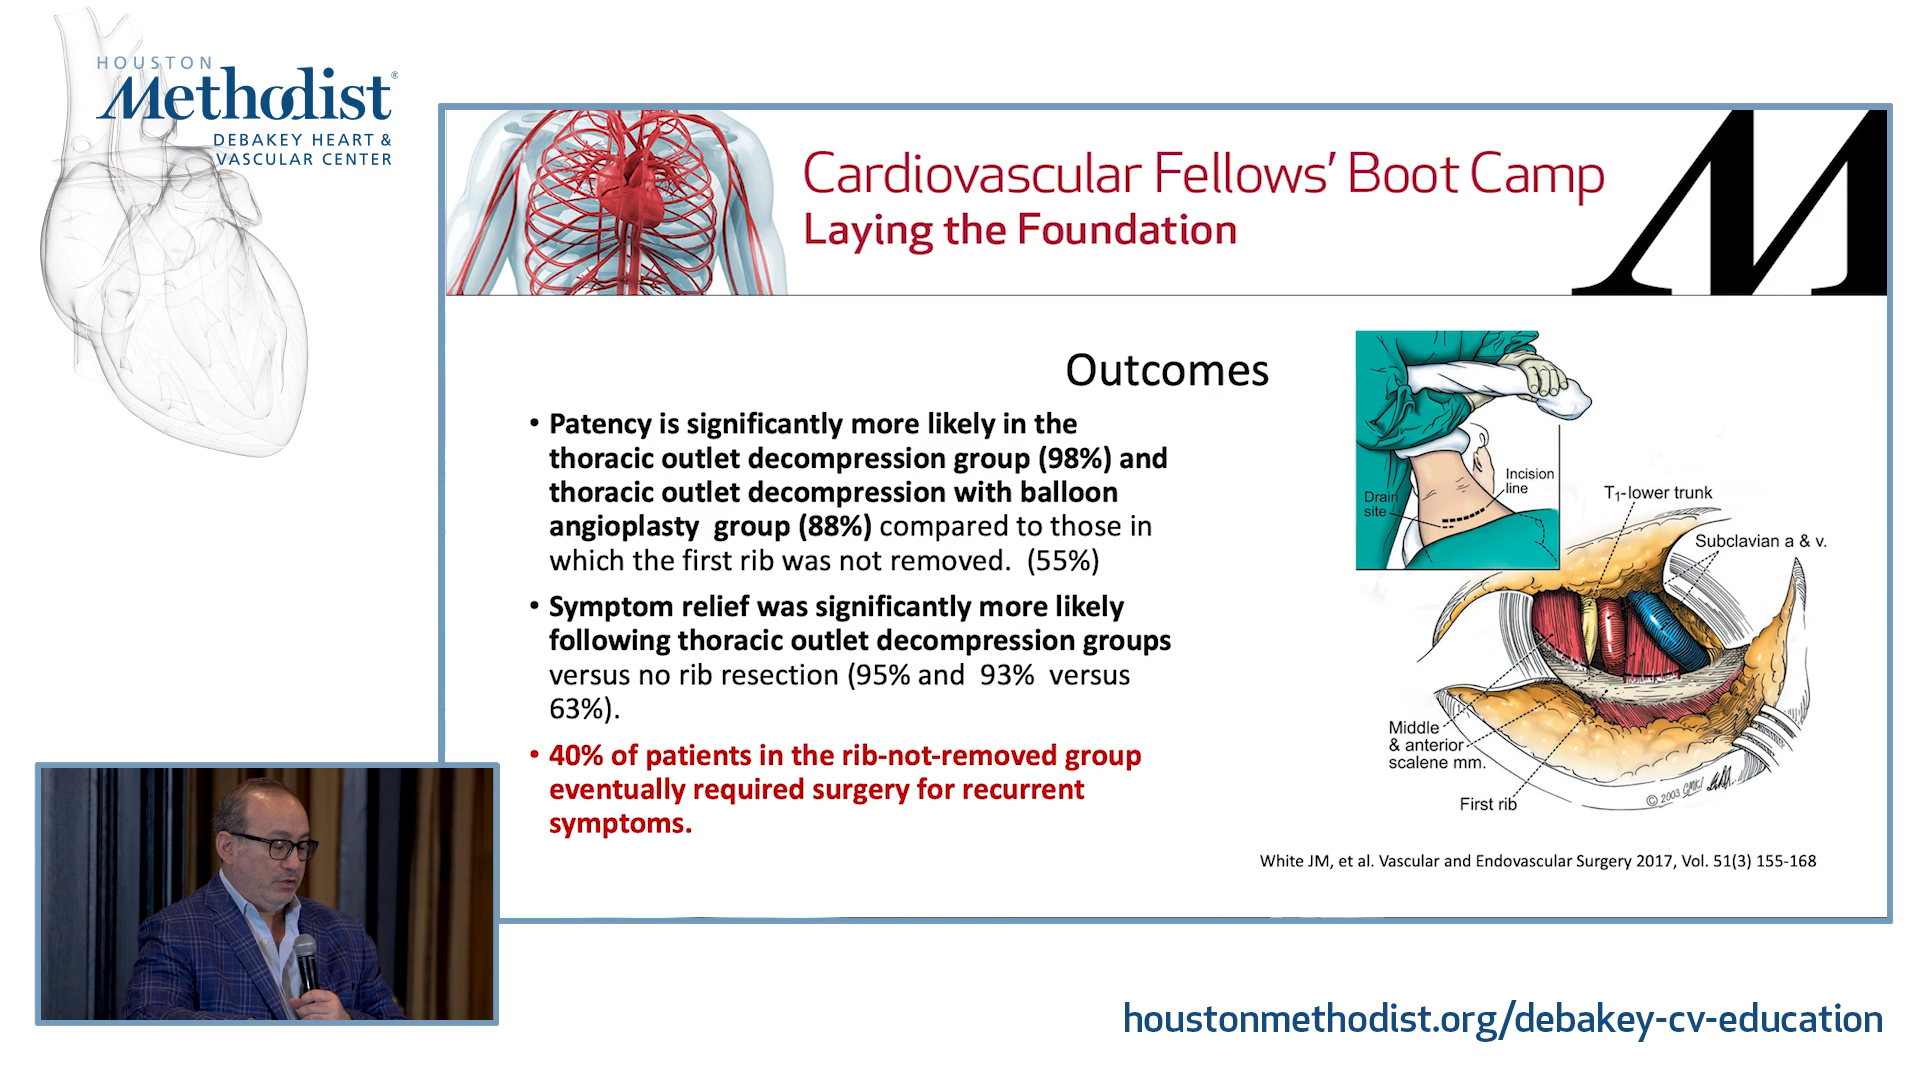 HOUSTON
Methodist®
DEBAKEY HEART &
VASCULAR CENTER
Cardiovascular Fellows' Boot Camp
Laying the Foundation
Outcomes
• Patency is significantly more likely in the
thoracic outlet decompression group (98%) and
thoracic outlet decompression with balloon
angioplasty group (88%) compared to those in
which the first rib was not removed. (55%)
• Symptom relief was significantly more likely
following thoracic outlet decompression groups
versus no rib resection (95% and 93% versus
63%).
• 40% of patients in the rib-not-removed group
eventually required surgery for recurrent
symptoms.
Incision
line
Drain
site
T1-lower trunk
Subclavian a & v.
Middle
& anterior
scalene mm.
First rib
© 2003
White JM, et al. Vascular and Endovascular Surgery 2017, Vol. 51(3) 155-168
houstonmethodist.org/debakey-cv-education